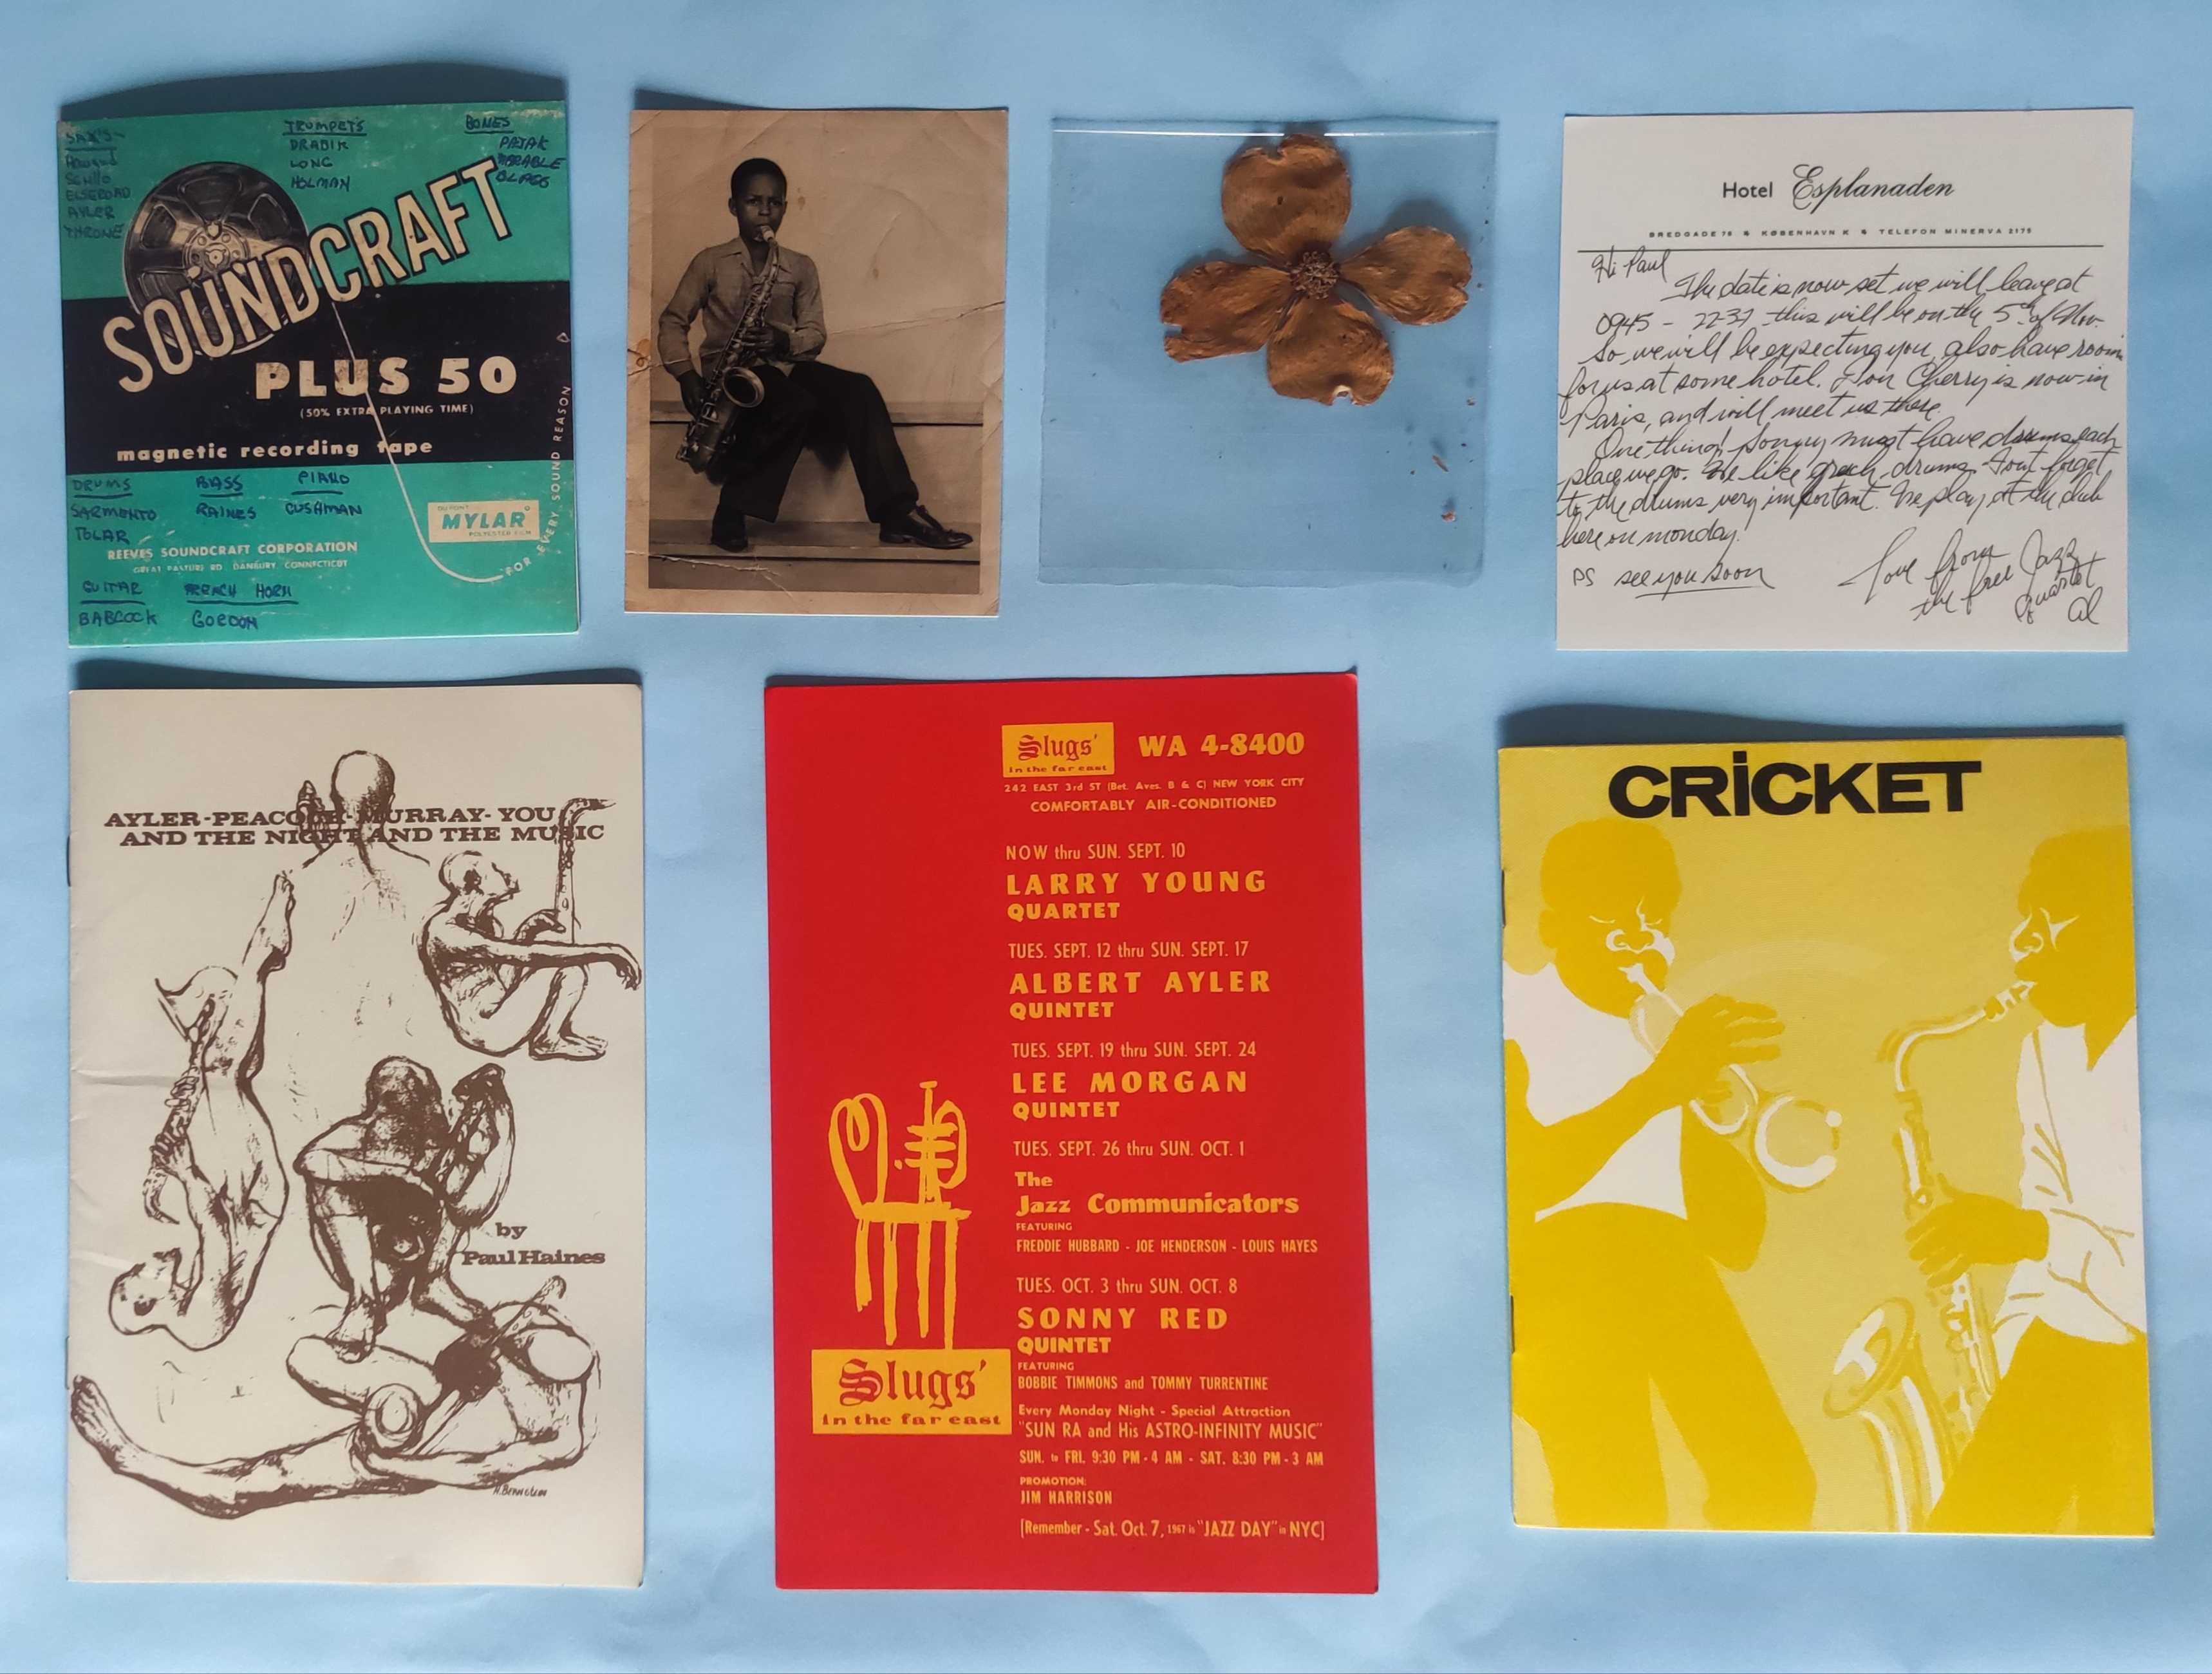 SAX'S-
Howard
Schilo
AYLER
THRONE
TRUMPETS
DRABIK
LONG
HOLMAN
BONES
PAJAK
MARABLE
SOUNDCRAFT
PLUS 50
(50% EXTRA PLAYING TIME)
magnetic recording tape
FOR EVERY SOUND REASON
DRUMS
SARMENTO
TOLAR
BASS
RAINES
PIANO
CUSHMAN
DU PONT
MYLAR
POLYESTER FILM
REEVES SOUNDCRAFT CORPORATION
GREAT PASTURE RD. DANBURY, CONNECTICUT
GUITAR
BABCOCK
FRENCH HORN
GORDON
Hotel Esplanaden
BREDGADE 78 KØBENHAVN K TELEFON MINERVA 2175
Hi Paul
The date is now set we will leave at
0945 - 22-37 this will be on the 5th of Nov.
So we will be expecting you, also have room
for us at some hotel. Don Cherry is now in
Paris, and will meet us there.
One thing! Sonny must have drums each
place we go. He like grech drums. Dont forget
to the drums very important. We play at the club
here on monday.
PS see you soon
Love from
the free Jazz
Quartet
Al
AYLER-PEACOCK-MURRAY-YOU
AND THE NIGHT AND THE MUSIC
by
Paul Haines
Slugs'
in the far east
WA 4-8400
242 EAST 3rd ST (Bet. Aves. B & C) NEW YORK CITY
COMFORTABLY AIR-CONDITIONED
NOW thru SUN. SEPT. 10
LARRY YOUNG
QUARTET
TUES. SEPT. 12 thru SUN. SEPT. 17
ALBERT AYLER
QUINTET
TUES. SEPT. 19 thru SUN. SEPT. 24
LEE MORGAN
QUINTET
TUES. SEPT. 26 thru SUN. OCT. 1
The
Jazz Communicators
FEATURING
FREDDIE HUBBARD - JOE HENDERSON - LOUIS HAYES
TUES. OCT. 3 thru SUN. OCT. 8
SONNY RED
QUINTET
FEATURING
BOBBIE TIMMONS and TOMMY TURRENTINE
Every Monday Night - Special Attraction
"SUN RA and His ASTRO-INFINITY MUSIC"
SUN. to FRI. 9:30 PM - 4 AM - SAT. 8:30 PM - 3 AM
PROMOTION:
JIM HARRISON
[Remember - Sat. Oct. 7, 1967 is "JAZZ DAY" in NYC]
Slugs'
in the far east
CRiCKET